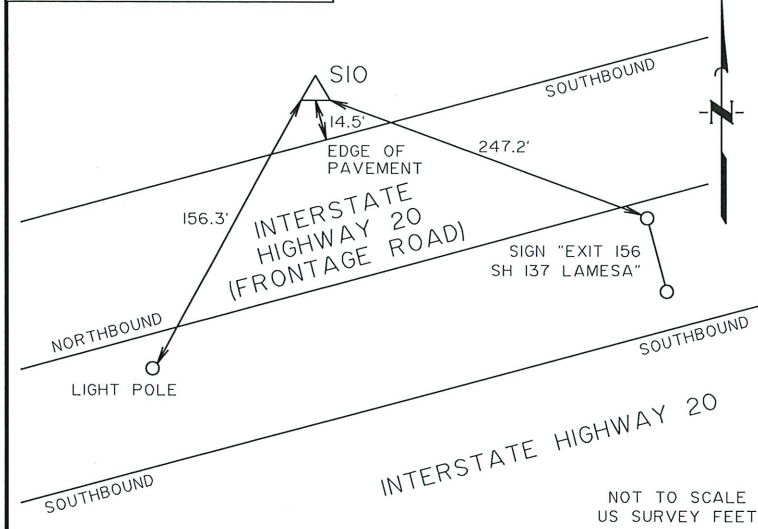 SIO
SOUTHBOUND
-N-
14.5'
EDGE OF
PAVEMENT
247.2'
156.3'
INTERSTATE
HIGHWAY 20
(FRONTAGE ROAD)
SIGN "EXIT 156
SH 137 LAMESA"
NORTHBOUND
SOUTHBOUND
LIGHT POLE
INTERSTATE HIGHWAY 20
SOUTHBOUND
NOT TO SCALE
US SURVEY FEET